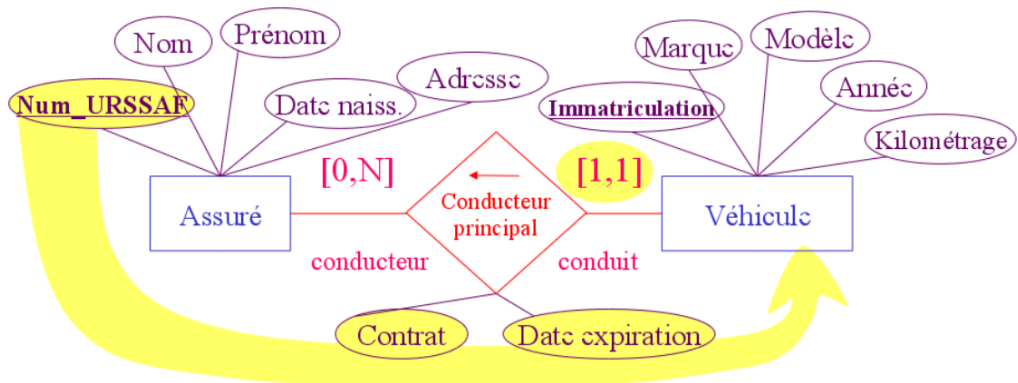 Nom
Prénom
Adresse
Num_URSSAF
Date naiss.
Marque
Modèle
Année
Immatriculation
Kilométrage
[0,N]
[1,1]
Assuré
Conducteur
principal
Véhicule
conducteur
conduit
Contrat
Date expiration